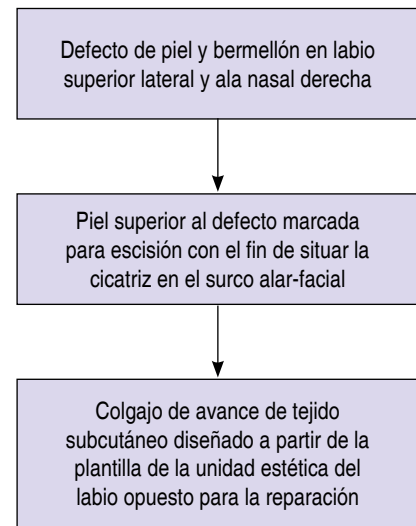 Defecto de piel y bermellón en labio
superior lateral y ala nasal derecha
Piel superior al defecto marcada
para escisión con el fin de situar la
cicatriz en el surco alar-facial
Colgajo de avance de tejido
subcutáneo diseñado a partir de la
plantilla de la unidad estética del
labio opuesto para la reparación